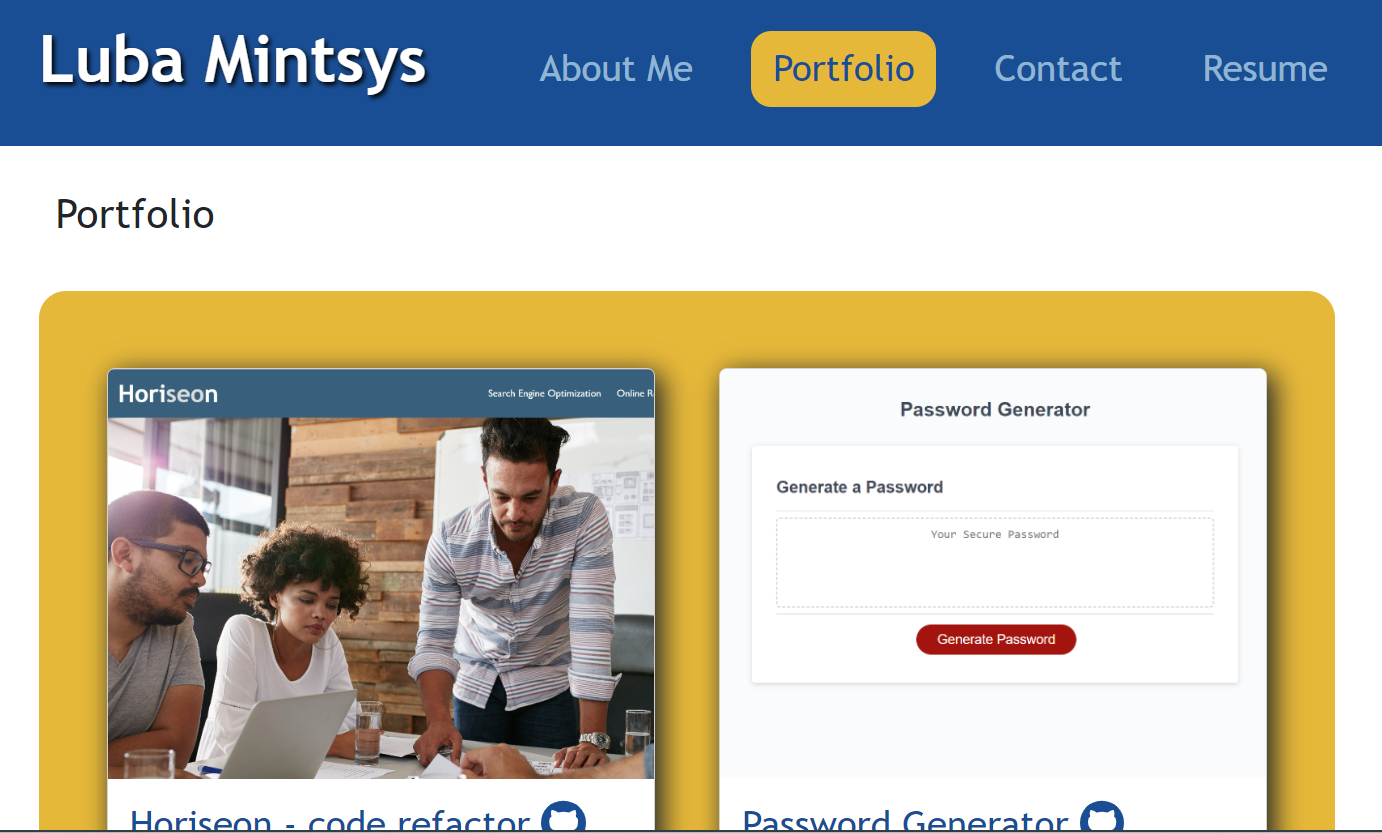 Luba Mintsys
About Me Portfolio Contact Resume
Portfolio
Horiseon Search Engine Optimization Online R
Password Generator
Generate a Password
Your Secure Password
Generate Password
Horiseon - code refactor
Password Generator